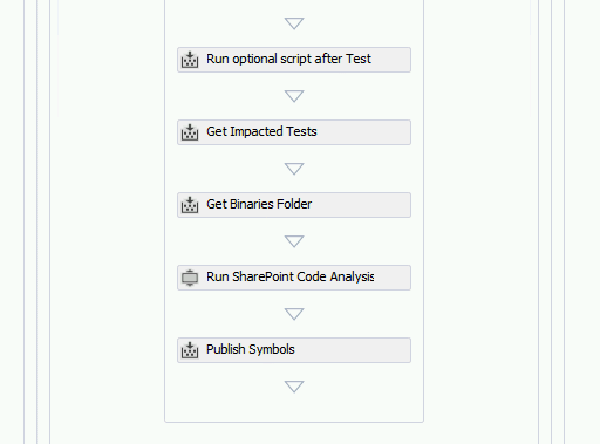 Run optional script after Test
Get Impacted Tests
Get Binaries Folder
Run SharePoint Code Analysis
Publish Symbols